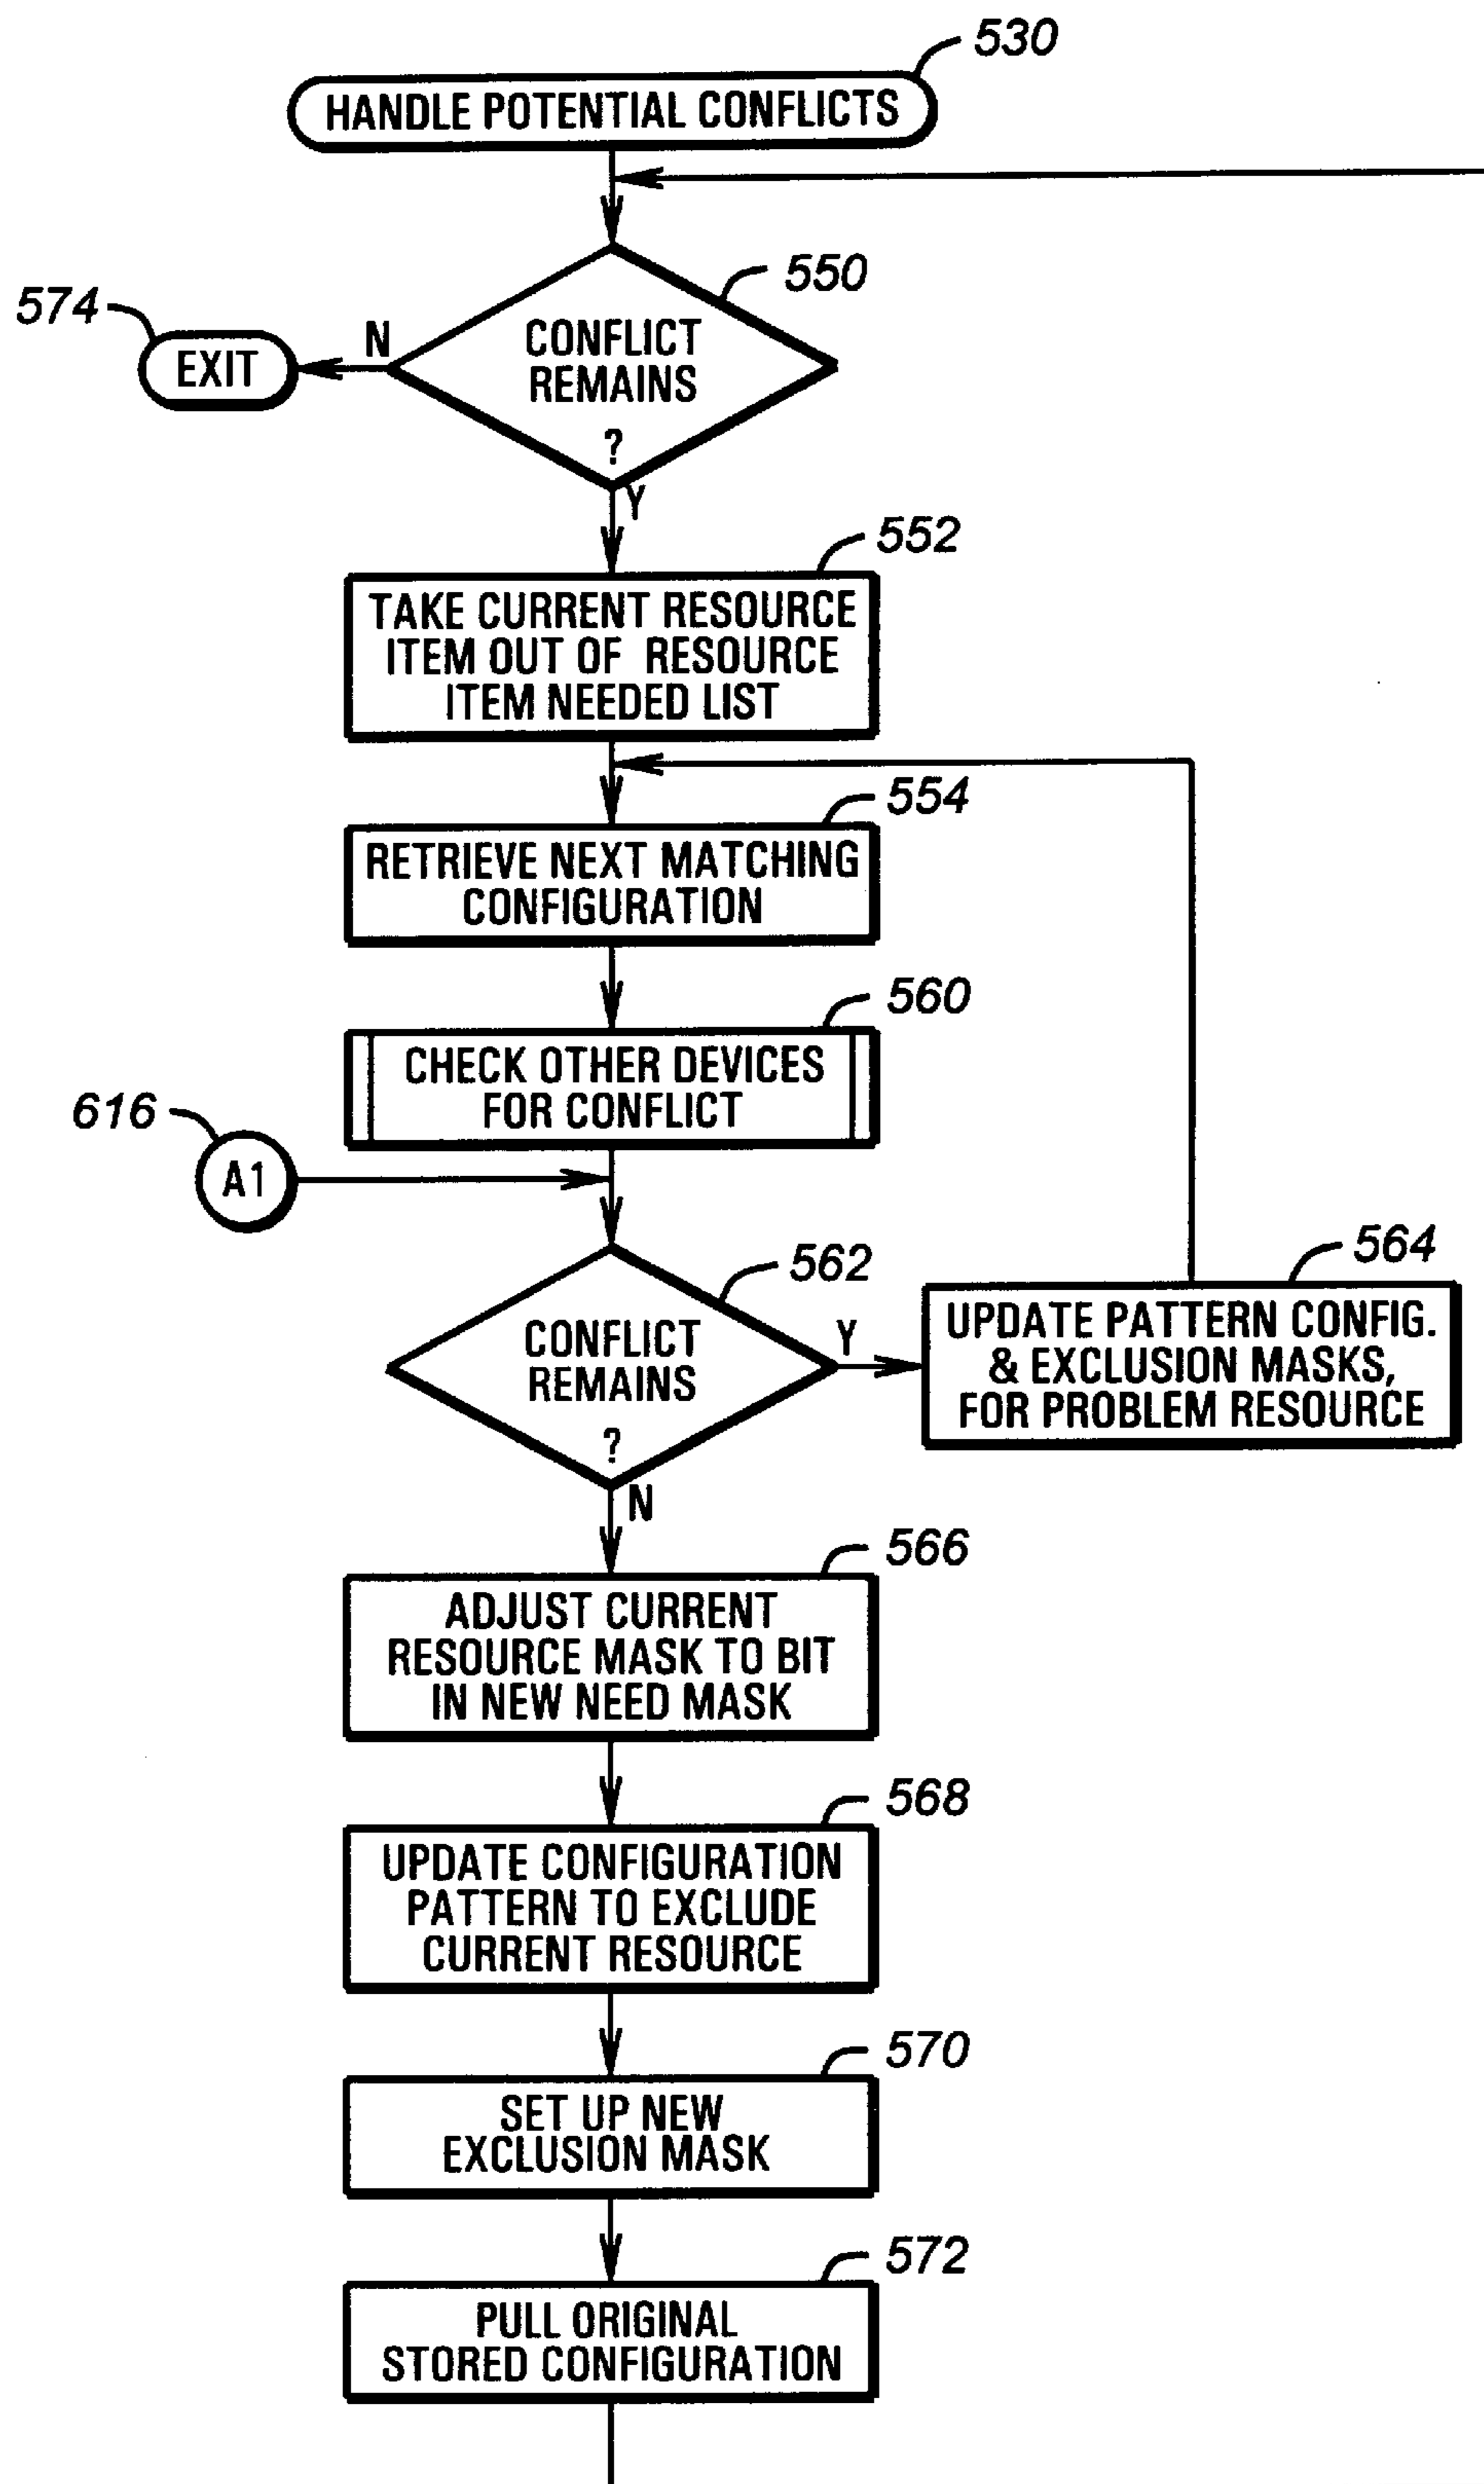 530
HANDLE POTENTIAL CONFLICTS
550
574
N
EXIT
CONFLICT
REMAINS
?
Y
552
TAKE CURRENT RESOURCE
ITEM OUT OF RESOURCE
ITEM NEEDED LIST
554
RETRIEVE NEXT MATCHING
CONFIGURATION
560
CHECK OTHER DEVICES
FOR CONFLICT
616
A1
562
CONFLICT
REMAINS
?
Y
N
564
UPDATE PATTERN CONFIG.
& EXCLUSION MASKS,
FOR PROBLEM RESOURCE
566
ADJUST CURRENT
RESOURCE MASK TO BIT
IN NEW NEED MASK
568
UPDATE CONFIGURATION
PATTERN TO EXCLUDE
CURRENT RESOURCE
570
SET UP NEW
EXCLUSION MASK
572
PULL ORIGINAL
STORED CONFIGURATION